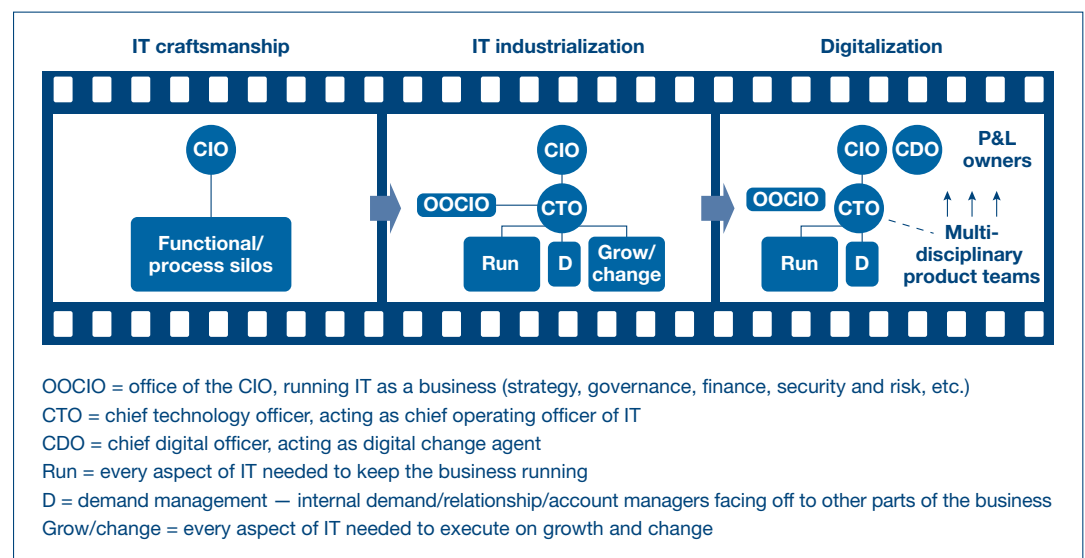 IT craftsmanship
IT industrialization
Digitalization
CIO
Functional/
process silos
CIO
OOCIO
CTO
Run
D
Grow/
change
CIO
CDO
P&L
owners
OOCIO
CTO
Run
D
Multi-
disciplinary
product teams
OOCIO = office of the CIO, running IT as a business (strategy, governance, finance, security and risk, etc.)
CTO = chief technology officer, acting as chief operating officer of IT
CDO = chief digital officer, acting as digital change agent
Run = every aspect of IT needed to keep the business running
D = demand management — internal demand/relationship/account managers facing off to other parts of the business
Grow/change = every aspect of IT needed to execute on growth and change